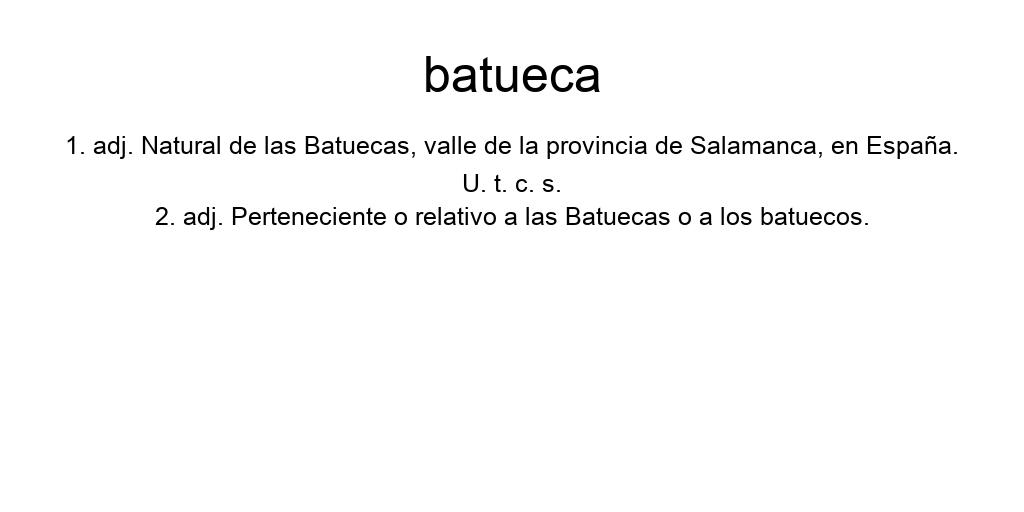 batueca
1. adj. Natural de las Batuecas, valle de la provincia de Salamanca, en España.
U. t. c. s.
2. adj. Perteneciente o relativo a las Batuecas o a los batuecos.